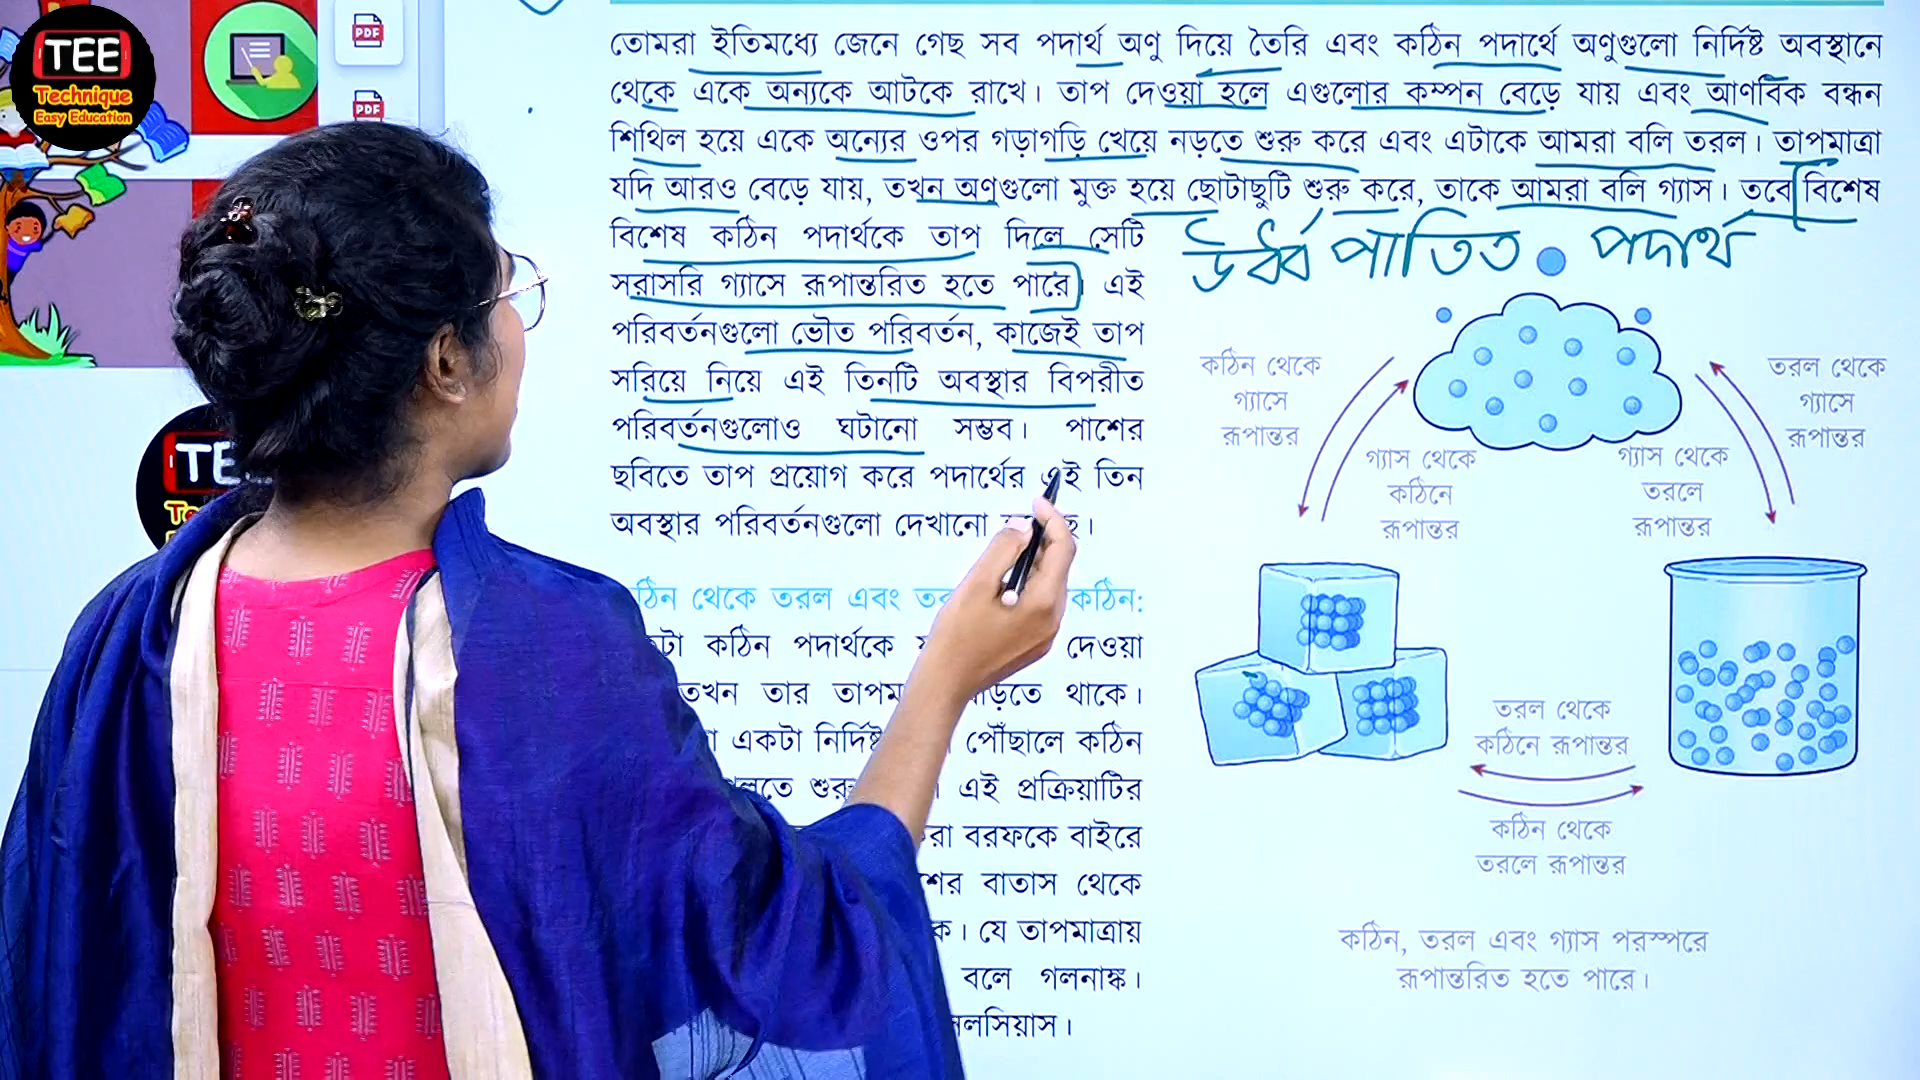 TEE
Technique
Easy Education
PDF
PDF
তোমরা ইতিমধ্যে জেনে গেছ সব পদার্থ অণু দিয়ে তৈরি এবং কঠিন পদার্থে অণুগুলো নির্দিষ্ট অবস্থানে
থেকে একে অন্যকে আটকে রাখে। তাপ দেওয়া হলে এগুলোর কম্পন বেড়ে যায় এবং আণবিক বন্ধন
শিথিল হয়ে একে অন্যের ওপর গড়াগড়ি খেয়ে নড়তে শুরু করে এবং এটাকে আমরা বলি তরল। তাপমাত্রা
যদি আরও বেড়ে যায়, তখন অণুগুলো মুক্ত হয়ে ছোটাছুটি শুরু করে, তাকে আমরা বলি গ্যাস। তবে বিশেষ
বিশেষ কঠিন পদার্থকে তাপ দিলে সেটি
সরাসরি গ্যাসে রূপান্তরিত হতে পারে। এই
পরিবর্তনগুলো ভৌত পরিবর্তন, কাজেই তাপ
সরিয়ে নিয়ে এই তিনটি অবস্থার বিপরীত
পরিবর্তনগুলোও ঘটানো সম্ভব। পাশের
ছবিতে তাপ প্রয়োগ করে পদার্থের এই তিন
অবস্থার পরিবর্তনগুলো দেখানো
ঊর্ধ্ব পাতিত পদার্থ
কঠিন থেকে
গ্যাসে
রূপান্তর
গ্যাস থেকে
কঠিনে
রূপান্তর
গ্যাস থেকে
তরলে
রূপান্তর
তরল থেকে
গ্যাসে
রূপান্তর
তরল থেকে
কঠিনে রূপান্তর
কঠিন থেকে
তরলে রূপান্তর
কঠিন, তরল এবং গ্যাস পরস্পরে
রূপান্তরিত হতে পারে।
থেকে তরল এবং কঠিন:
কঠিন পদার্থকে দেওয়া
তখন তার থাকে।
একটা নির্দিষ্ট পৌঁছালে কঠিন
এই প্রক্রিয়াটির
বরফকে বাইরে
বাতাস থেকে
যে তাপমাত্রায়
বলে গলনাঙ্ক।